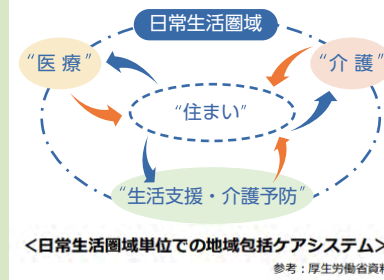 日常生活圏域
“医 療”
“介 護”
“住まい”
“生活支援・介護予防”
＜日常生活圏域単位での地域包括ケアシステム＞
参考：厚生労働省資料